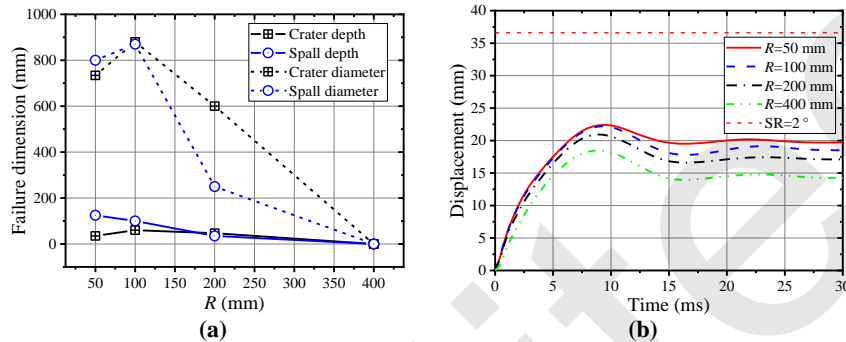 1000
800
600
400
200
0
Failure dimension (mm)
Crater depth
Spall depth
Crater diameter
Spall diameter
50 100 150 200 250 300 350 400
R (mm)
(a)
40
35
30
25
20
15
10
5
0
Displacement (mm)
R=50 mm
R=100 mm
R=200 mm
R=400 mm
SR=2 °
0 5 10 15 20 25 30
Time (ms)
(b)